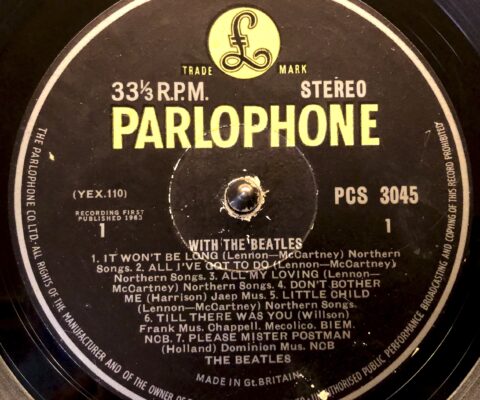 £
TRADE MARK
33⅓ R.P.M. STEREO
PARLOPHONE
(YEX.110) PCS 3045
RECORDING FIRST
PUBLISHED 1963
1 1
WITH THE BEATLES
1. IT WON'T BE LONG (Lennon—McCartney) Northern
Songs. 2. ALL I'VE GOT TO DO (Lennon—McCartney)
Northern Songs. 3. ALL MY LOVING (Lennon—
McCartney) Northern Songs. 4. DON'T BOTHER
ME (Harrison) Jaep Mus. 5. LITTLE CHILD
(Lennon—McCartney) Northern Songs.
6. TILL THERE WAS YOU (Willson)
Frank Mus. Chappell. Mecolico. BIEM.
NCB. 7. PLEASE MISTER POSTMAN
(Holland) Dominion Mus. NCB
THE BEATLES
MADE IN Gt. BRITAIN
THE PARLOPHONE CO. LTD. ALL RIGHTS OF THE MANUFACTURER AND OF THE OWNER OF
UNAUTHORISED PUBLIC PERFORMANCE BROADCASTING AND COPYING OF THIS RECORD PROHIBITED